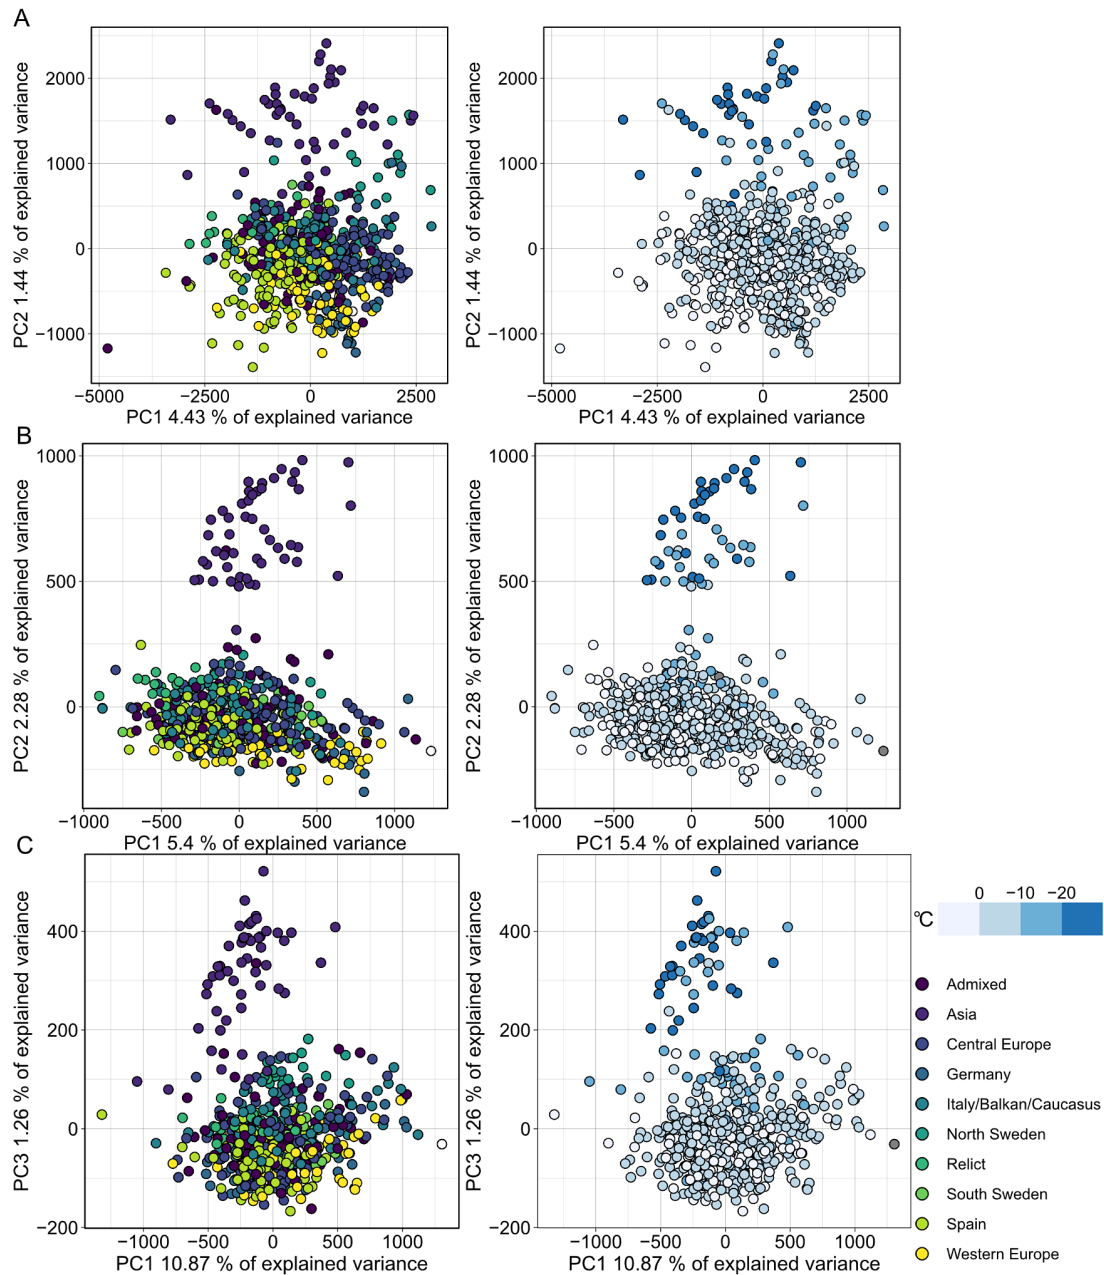 A
2000
1000
0
−1000
PC2 1.44 % of explained variance
−5000 −2500 0 2500
PC1 4.43 % of explained variance
2000
1000
0
−1000
PC2 1.44 % of explained variance
−5000 −2500 0 2500
PC1 4.43 % of explained variance
B
1000
500
0
PC2 2.28 % of explained variance
−1000 −500 0 500 1000
PC1 5.4 % of explained variance
1000
500
0
PC2 2.28 % of explained variance
−1000 −500 0 500 1000
PC1 5.4 % of explained variance
C
400
200
0
−200
PC3 1.26 % of explained variance
−1000 −500 0 500 1000
PC1 10.87 % of explained variance
400
200
0
−200
PC3 1.26 % of explained variance
−1000 −500 0 500 1000
PC1 10.87 % of explained variance
0 −10 −20
°C
Admixed
Asia
Central Europe
Germany
Italy/Balkan/Caucasus
North Sweden
Relict
South Sweden
Spain
Western Europe